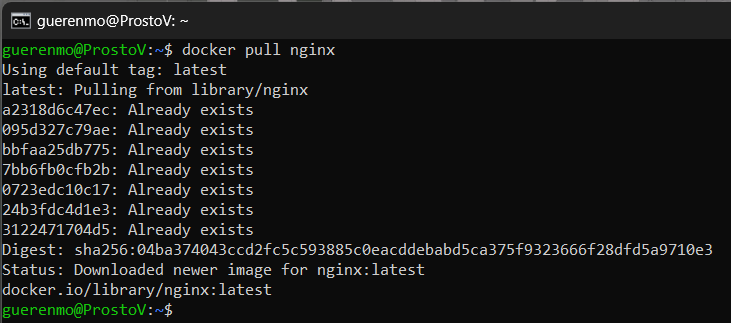 guerenmo@ProstoV: ~
guerenmo@ProstoV:~$ docker pull nginx
Using default tag: latest
latest: Pulling from library/nginx
a2318d6c47ec: Already exists
095d327c79ae: Already exists
bbfaa25db775: Already exists
7bb6fb0cfb2b: Already exists
0723edc10c17: Already exists
24b3fdc4d1e3: Already exists
3122471704d5: Already exists
Digest: sha256:04ba374043ccd2fc5c593885c0eacddebabd5ca375f9323666f28dfd5a9710e3
Status: Downloaded newer image for nginx:latest
docker.io/library/nginx:latest
guerenmo@ProstoV:~$